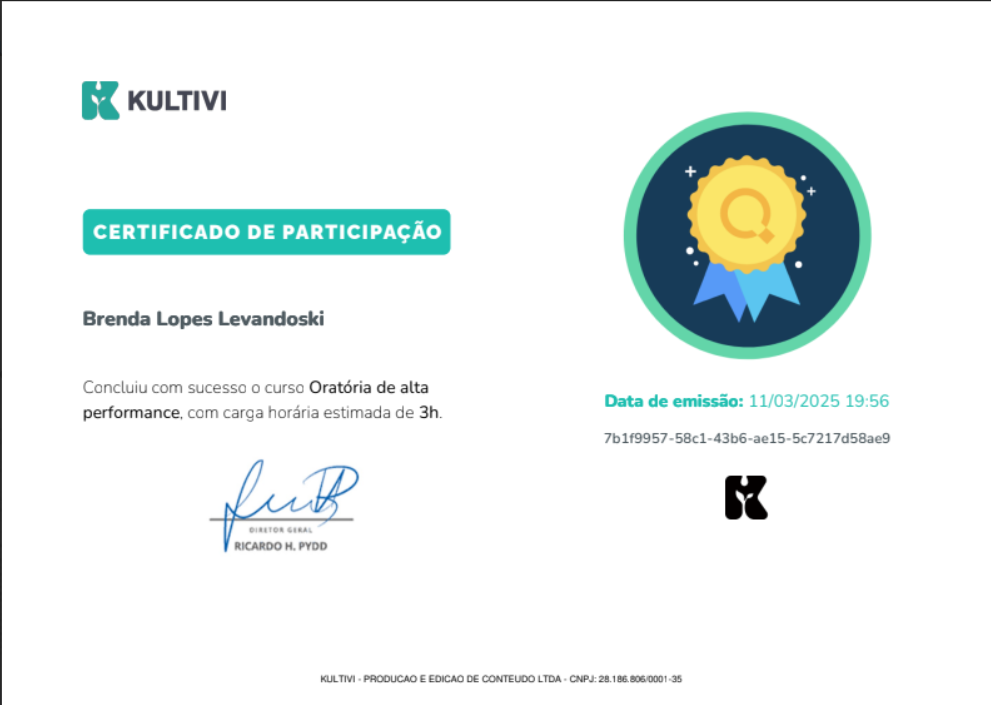 KULTIVI
CERTIFICADO DE PARTICIPAÇÃO
Brenda Lopes Levandoski
Concluiu com sucesso o curso Oratória de alta
performance, com carga horária estimada de 3h.
DIRETOR GERAL
RICARDO H. PYDD
Data de emissão: 11/03/2025 19:56
7b1f9957-58c1-43b6-ae15-5c7217d58ae9
KULTIVI - PRODUCAO E EDICAO DE CONTEUDO LTDA - CNPJ: 28.186.806/0001-35